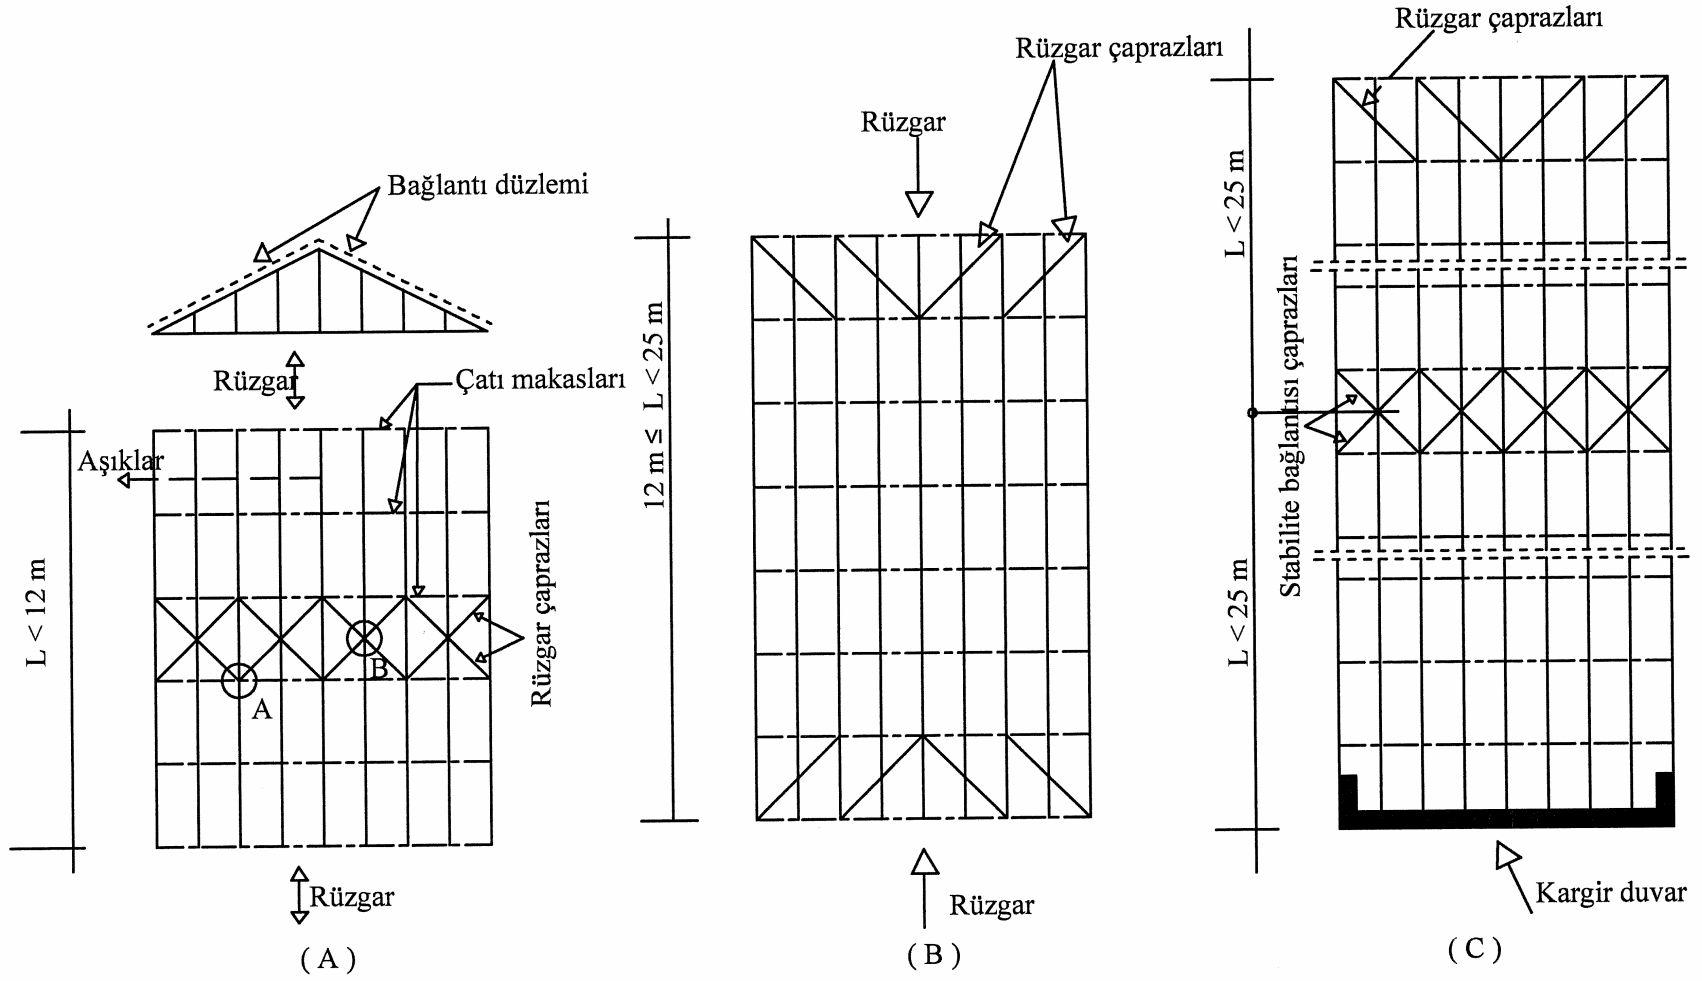 Bağlantı düzlemi
Rüzgar
Çatı makasları
Aşıklar
L < 12 m
Rüzgar çaprazları
B
A
Rüzgar
( A )
Rüzgar çaprazları
Rüzgar
12 m ≤ L < 25 m
Rüzgar
( B )
Rüzgar çaprazları
L < 25 m
Stabilite bağlantısı çaprazları
L < 25 m
Kargir duvar
( C )